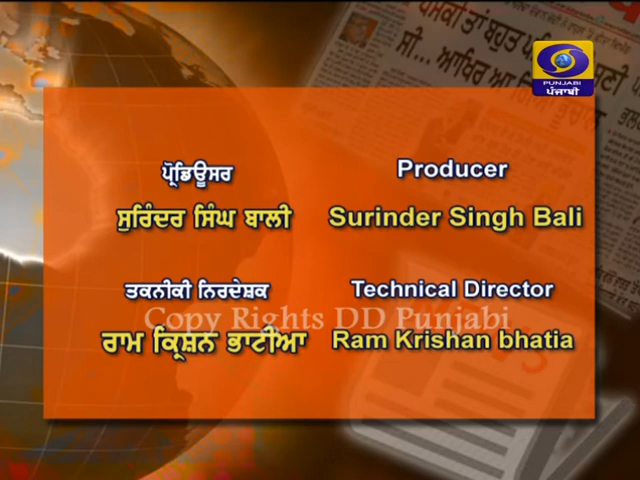 PUNJABI
ਪੰਜਾਬੀ
ਪ੍ਰੋਡਿਊਸਰ Producer
ਸੁਰਿੰਦਰ ਸਿੰਘ ਬਾਲੀ Surinder Singh Bali
ਤਕਨੀਕੀ ਨਿਰਦੇਸ਼ਕ Technical Director
Copy Rights DD Punjabi
ਰਾਮ ਕ੍ਰਿਸ਼ਨ ਭਾਟੀਆ Ram Krishan bhatia